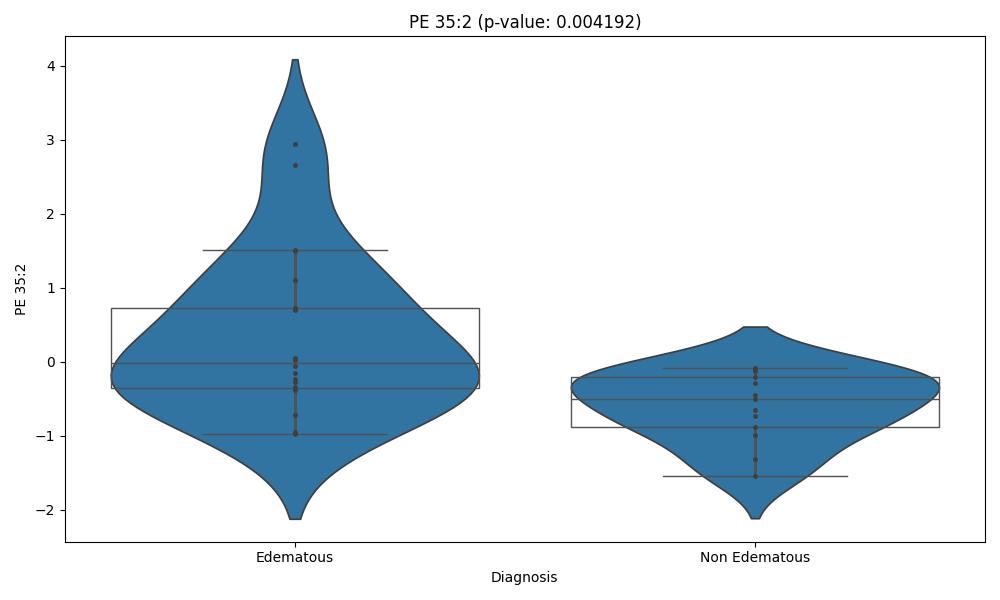 PE 35:2 (p-value: 0.004192)
4
3
2
1
0
−1
−2
PE 35:2
Edematous
Non Edematous
Diagnosis